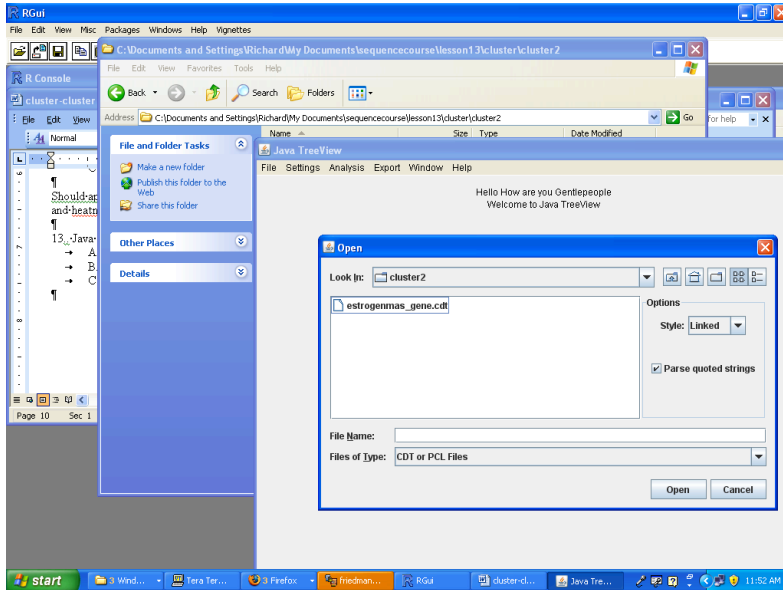 RGui
File Edit View Misc Packages Windows Help Vignettes
C:\Documents and Settings\Richard\My Documents\sequencecourse\lesson13\cluster\cluster2
File Edit View Favorites Tools Help
R Console
Back Search Folders
cluster-cluster
File Edit View
Address C:\Documents and Settings\Richard\My Documents\sequencecourse\lesson13\cluster\cluster2 Go
for help
Normal
Name Size Type Date Modified
File and Folder Tasks
Make a new folder
Publish this folder to the
Web
Share this folder
Other Places
Details
¶
Should·ap
and·heatm
¶
13.·Java·
→ A
→ B.
→ C
¶
Page 10 Sec 1
Java TreeView
File Settings Analysis Export Window Help
Hello How are you Gentlepeople
Welcome to Java TreeView
Open
Look In: cluster2
estrogenmas_gene.cdt
Options
Style: Linked
Parse quoted strings
File Name:
Files of Type: CDT or PCL Files
Open Cancel
start 3 Wind... Tera Ter... 3 Firefox friedman... RGui cluster-cl... Java Tre... 11:52 AM